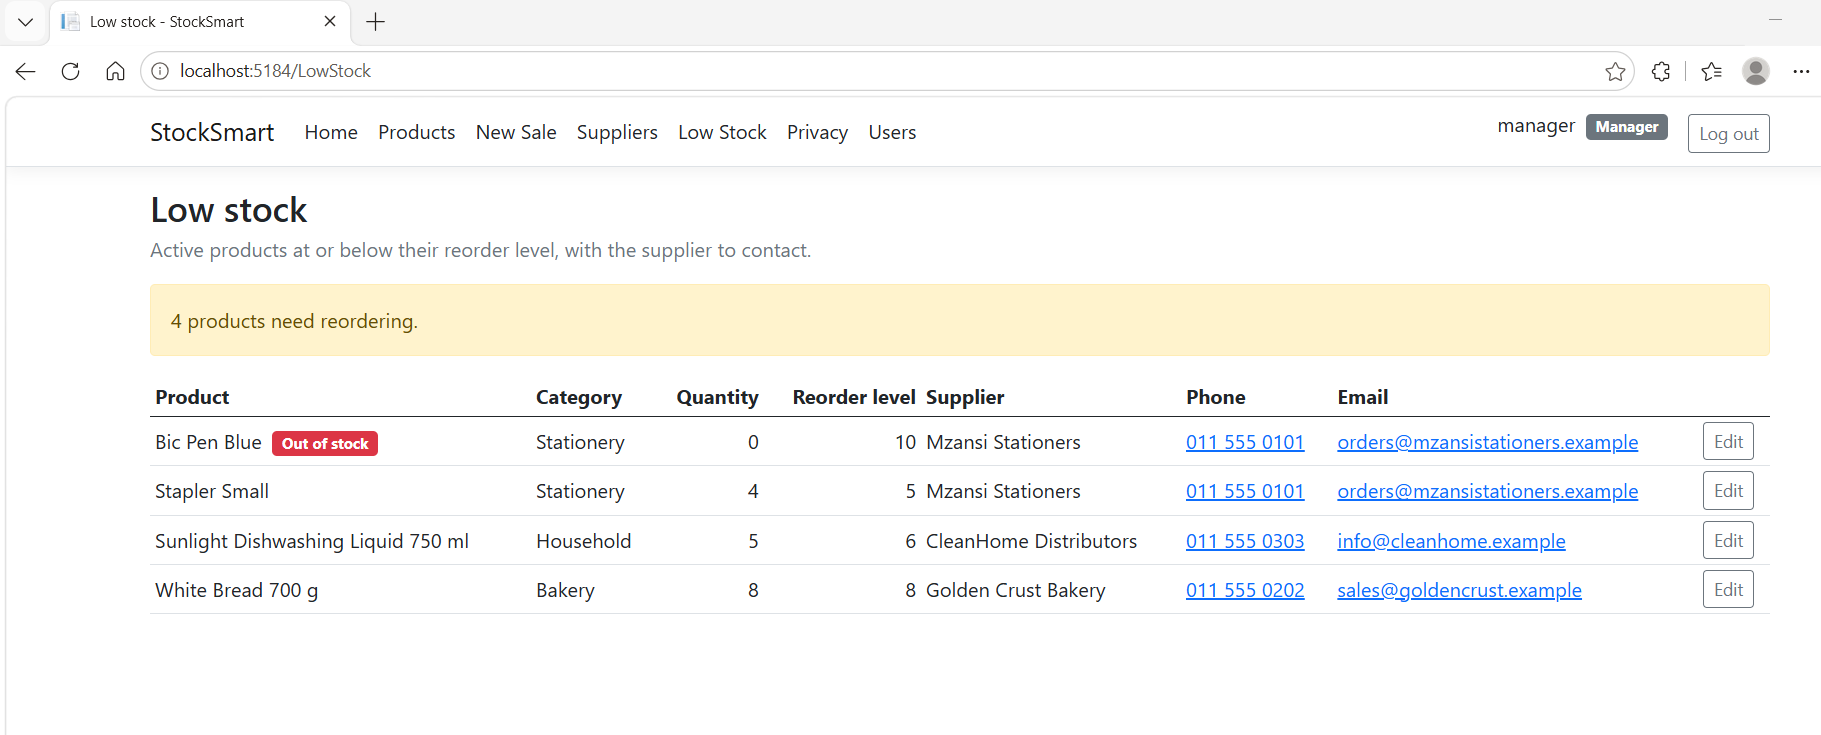 Low stock - StockSmart
localhost:5184/LowStock
StockSmart Home Products New Sale Suppliers Low Stock Privacy Users manager Manager Log out
Low stock
Active products at or below their reorder level, with the supplier to contact.
4 products need reordering.
Product Category Quantity Reorder level Supplier Phone Email
Bic Pen Blue Out of stock Stationery 0 10 Mzansi Stationers 011 555 0101 orders@mzansistationers.example Edit
Stapler Small Stationery 4 5 Mzansi Stationers 011 555 0101 orders@mzansistationers.example Edit
Sunlight Dishwashing Liquid 750 ml Household 5 6 CleanHome Distributors 011 555 0303 info@cleanhome.example Edit
White Bread 700 g Bakery 8 8 Golden Crust Bakery 011 555 0202 sales@goldencrust.example Edit